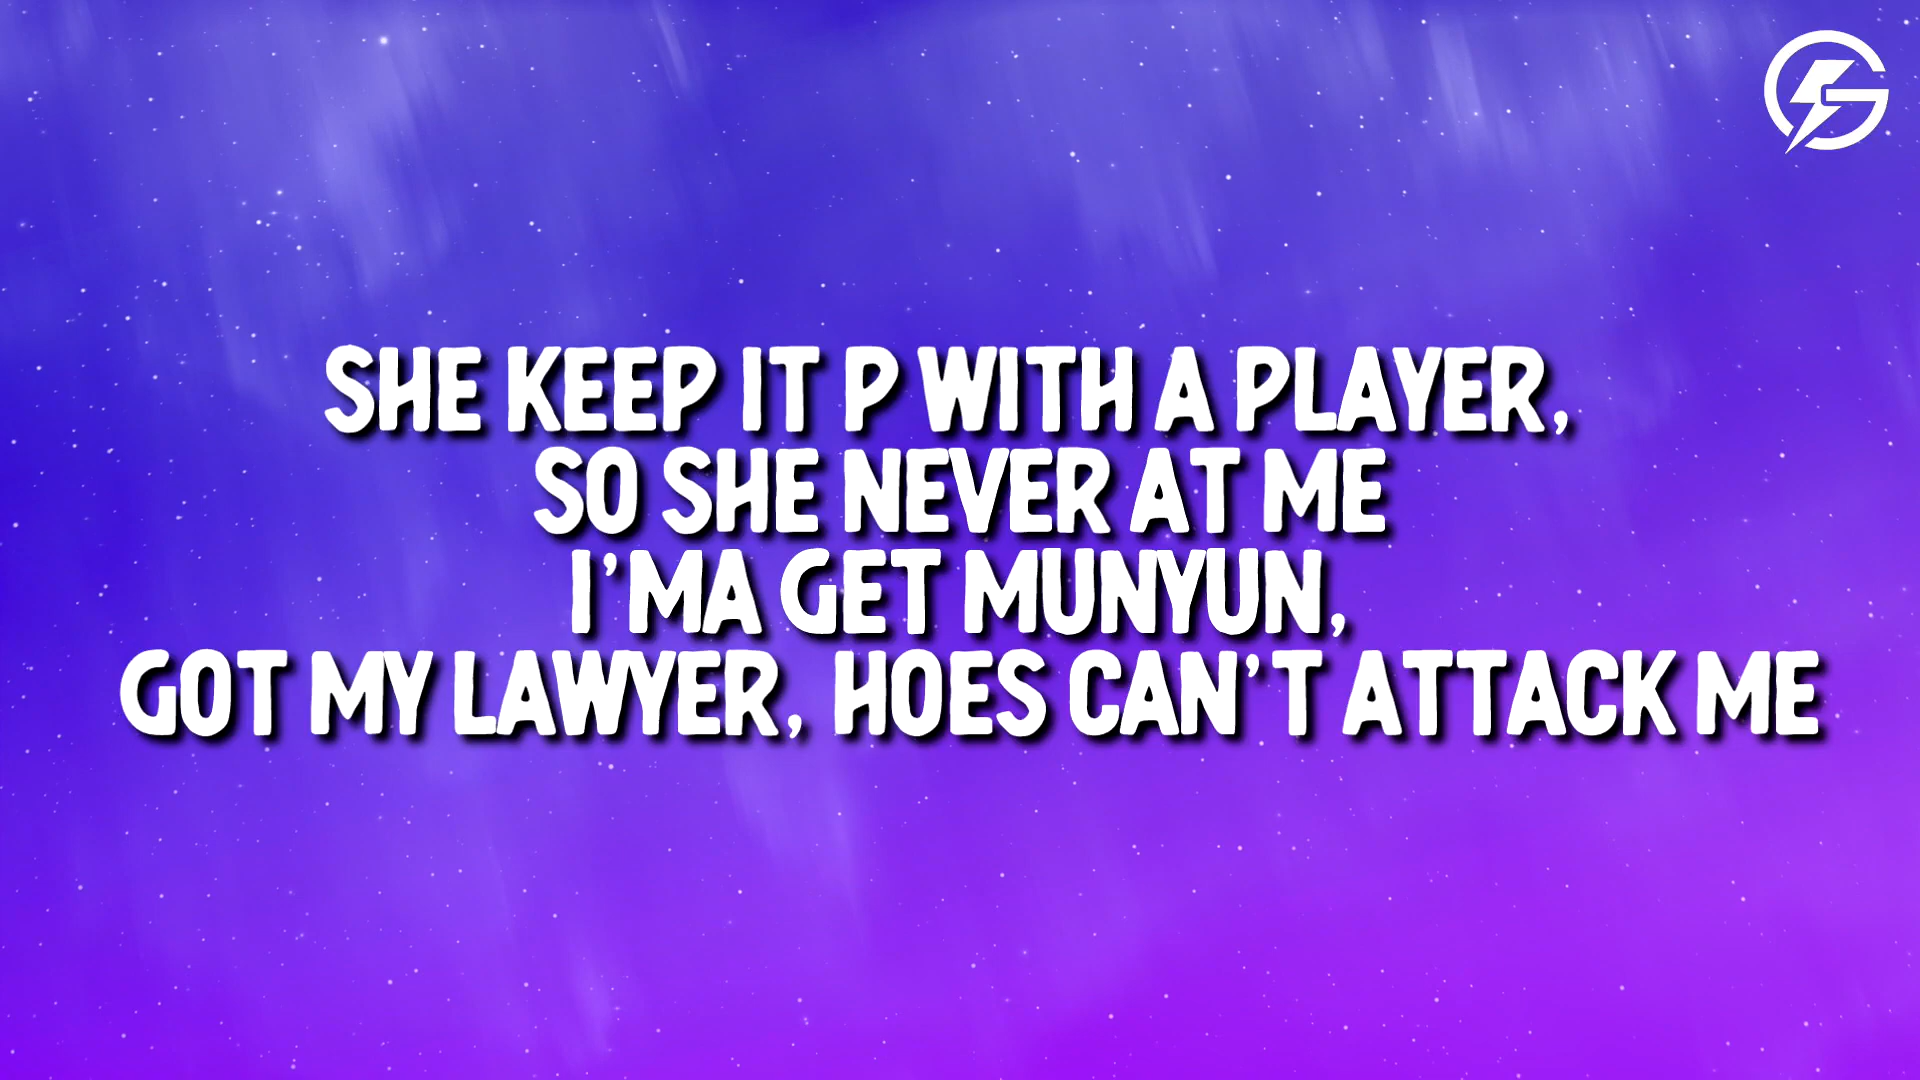 SHE KEEP IT P WITH A PLAYER,
SO SHE NEVER AT ME
I'MA GET MUNYUN,
GOT MY LAWYER, HOES CAN'T ATTACK ME